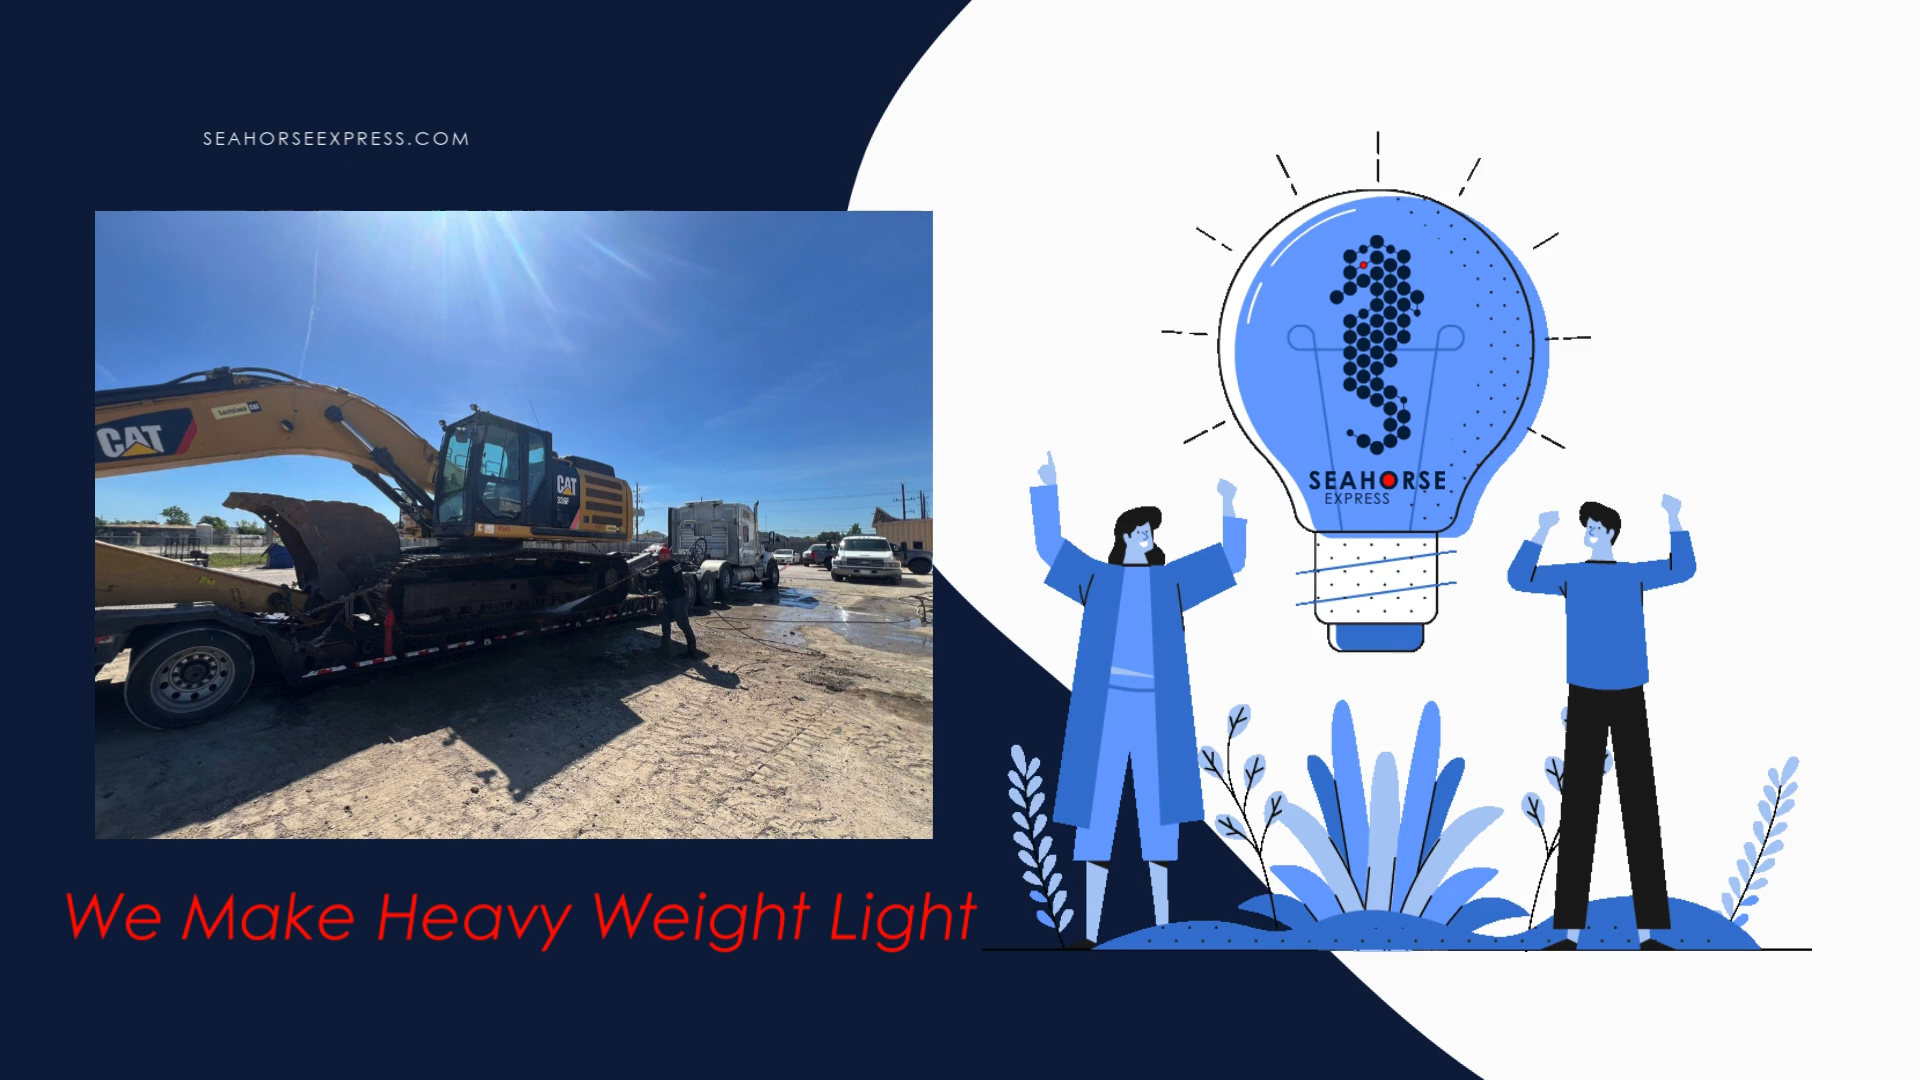 SEAHORSEEXPRESS.COM
CAT
CAT
SEAHORSE
EXPRESS
We Make Heavy Weight Light